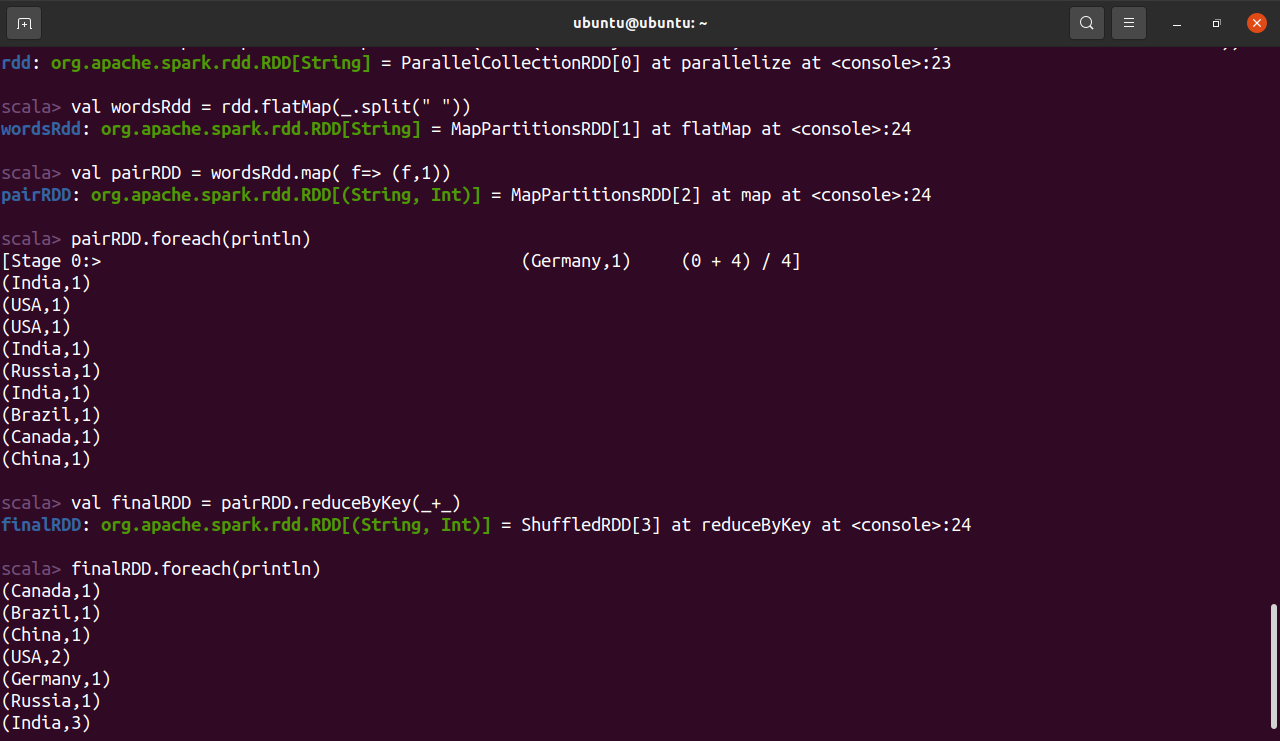 ubuntu@ubuntu: ~
rdd: org.apache.spark.rdd.RDD[String] = ParallelCollectionRDD[0] at parallelize at <console>:23
scala> val wordsRdd = rdd.flatMap(_.split(" "))
wordsRdd: org.apache.spark.rdd.RDD[String] = MapPartitionsRDD[1] at flatMap at <console>:24
scala> val pairRDD = wordsRdd.map( f=> (f,1))
pairRDD: org.apache.spark.rdd.RDD[(String, Int)] = MapPartitionsRDD[2] at map at <console>:24
scala> pairRDD.foreach(println)
[Stage 0:>                                          (Germany,1)     (0 + 4) / 4]
(India,1)
(USA,1)
(USA,1)
(India,1)
(Russia,1)
(India,1)
(Brazil,1)
(Canada,1)
(China,1)
scala> val finalRDD = pairRDD.reduceByKey(_+_)
finalRDD: org.apache.spark.rdd.RDD[(String, Int)] = ShuffledRDD[3] at reduceByKey at <console>:24
scala> finalRDD.foreach(println)
(Canada,1)
(Brazil,1)
(China,1)
(USA,2)
(Germany,1)
(Russia,1)
(India,3)